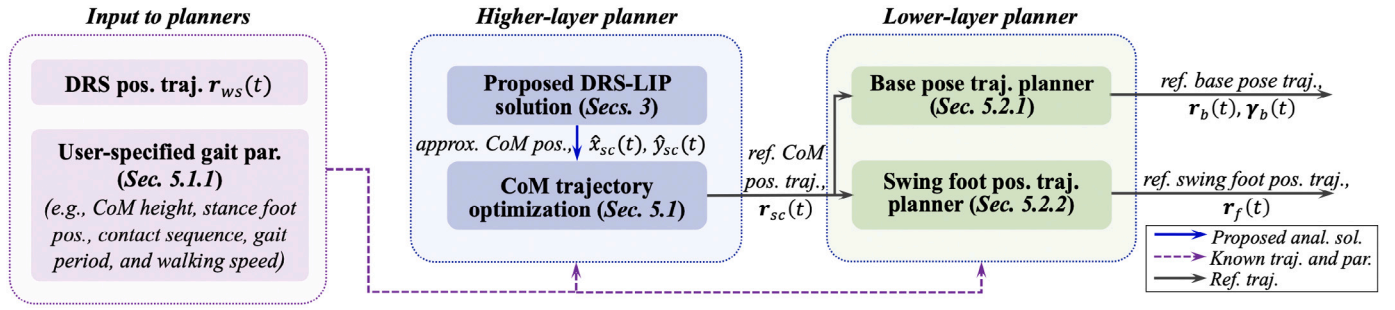 Input to planners
DRS pos. traj. r_ws(t)
User-specified gait par.
(Sec. 5.1.1)
(e.g., CoM height, stance foot
pos., contact sequence, gait
period, and walking speed)
Higher-layer planner
Proposed DRS-LIP
solution (Secs. 3)
approx. CoM pos., x̂_sc(t), ŷ_sc(t)
CoM trajectory
optimization (Sec. 5.1)
ref. CoM
pos. traj.,
r_sc(t)
Lower-layer planner
Base pose traj. planner
(Sec. 5.2.1)
Swing foot pos. traj.
planner (Sec. 5.2.2)
ref. base pose traj.,
r_b(t), γ_b(t)
ref. swing foot pos. traj.,
r_f(t)
Proposed anal. sol.
Known traj. and par.
Ref. traj.